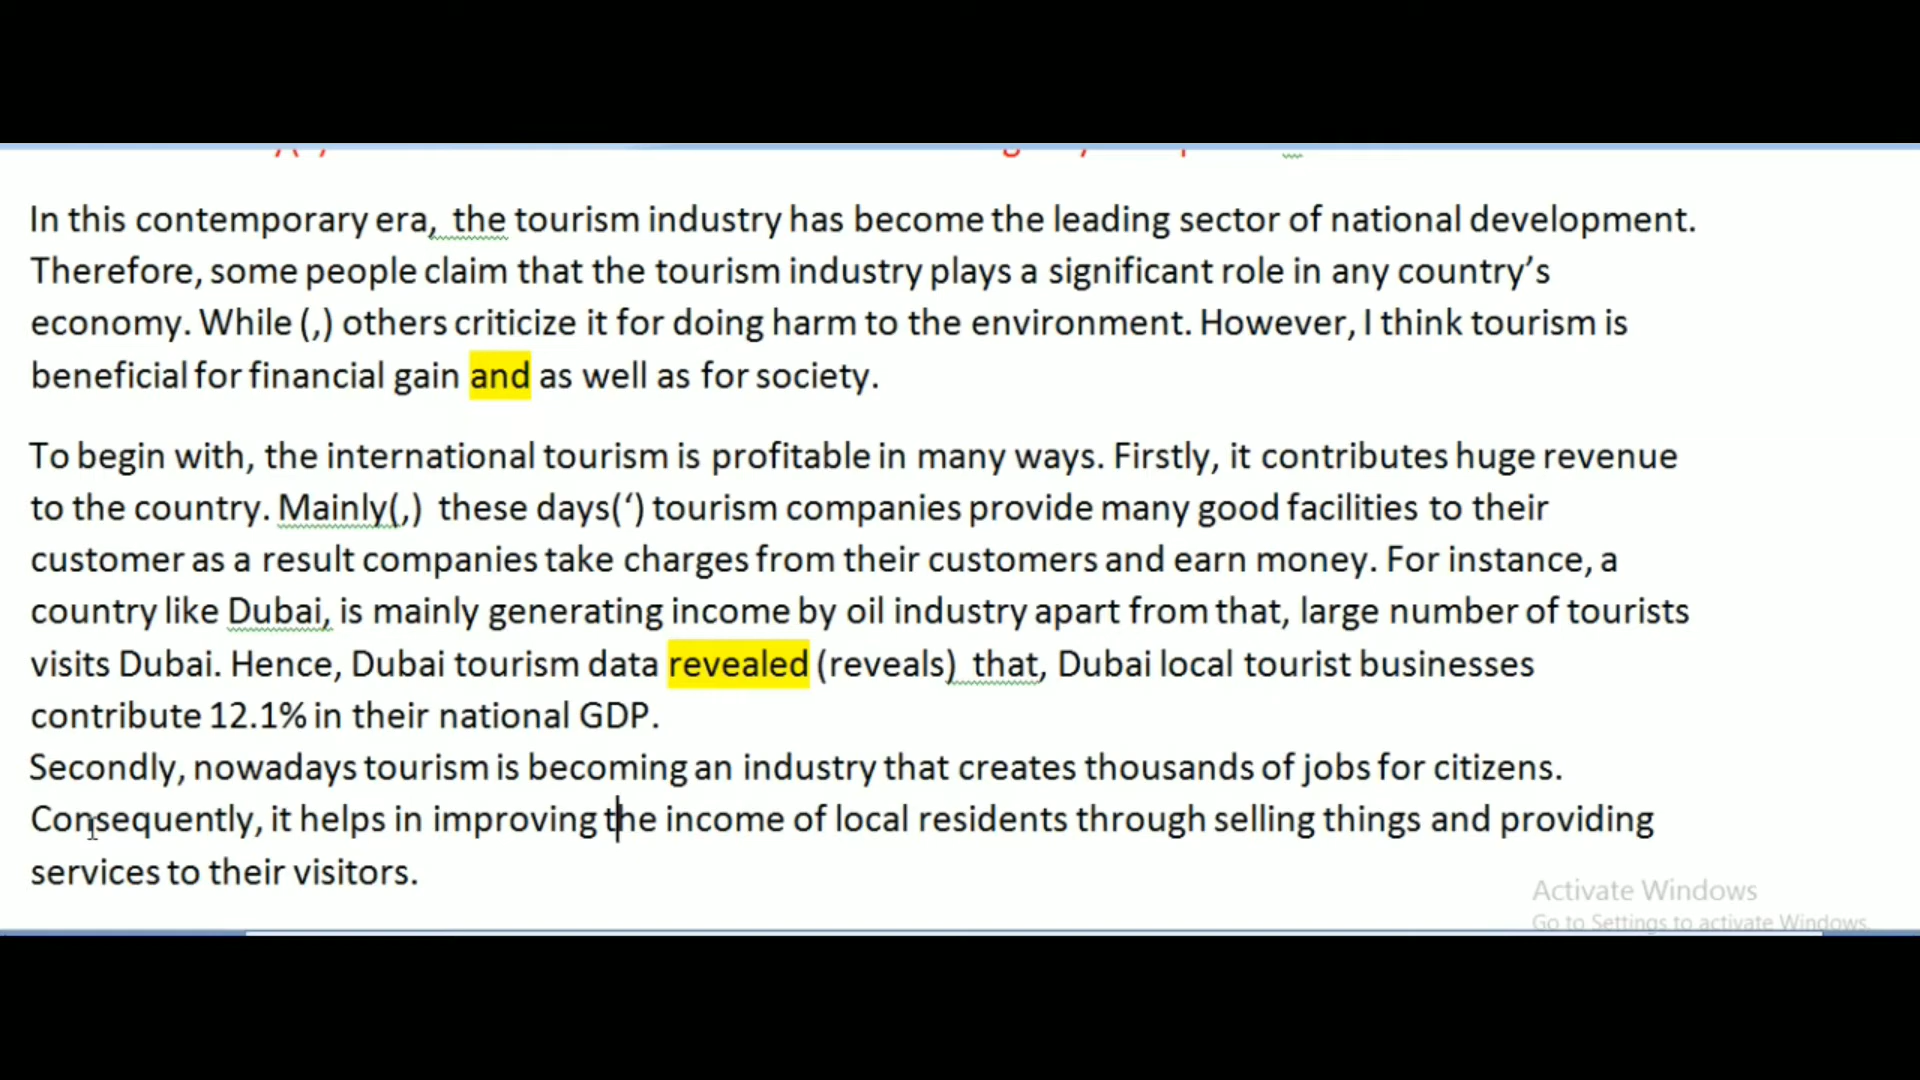 In this contemporary era,  the tourism industry has become the leading sector of national development.
Therefore, some people claim that the tourism industry plays a significant role in any country’s
economy. While (,) others criticize it for doing harm to the environment. However, I think tourism is
beneficial for financial gain and as well as for society.
To begin with, the international tourism is profitable in many ways. Firstly, it contributes huge revenue
to the country. Mainly(,)  these days(‘) tourism companies provide many good facilities to their
customer as a result companies take charges from their customers and earn money. For instance, a
country like Dubai, is mainly generating income by oil industry apart from that, large number of tourists
visits Dubai. Hence, Dubai tourism data revealed (reveals)  that, Dubai local tourist businesses
contribute 12.1% in their national GDP.
Secondly, nowadays tourism is becoming an industry that creates thousands of jobs for citizens.
Consequently, it helps in improving the income of local residents through selling things and providing
services to their visitors.
Activate Windows
Go to Settings to activate Windows.